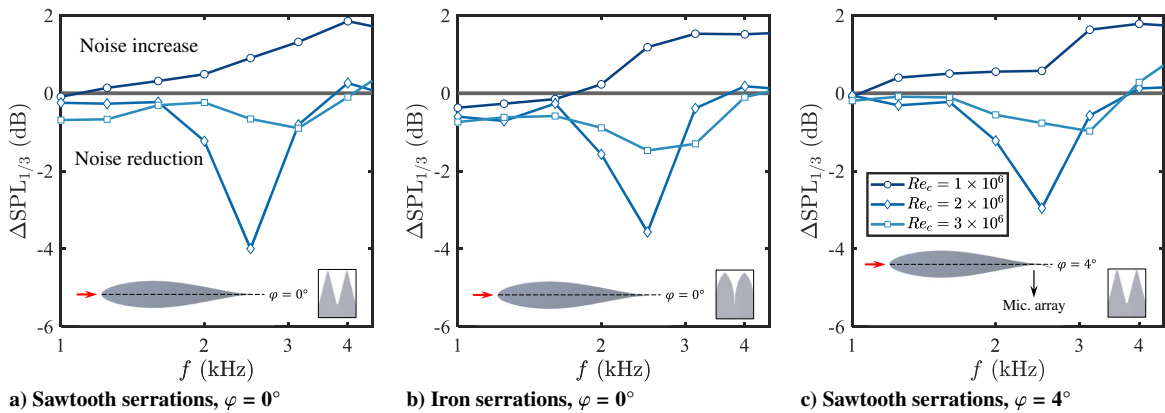 2
0
-2
-4
-6
ΔSPL1/3 (dB)
Noise increase
Noise reduction
φ = 0°
1
2
3
4
f (kHz)
a) Sawtooth serrations, φ = 0°
2
0
-2
-4
-6
ΔSPL1/3 (dB)
φ = 0°
1
2
3
4
f (kHz)
b) Iron serrations, φ = 0°
2
0
-2
-4
-6
ΔSPL1/3 (dB)
Rec = 1 × 10^6
Rec = 2 × 10^6
Rec = 3 × 10^6
φ = 4°
Mic. array
1
2
3
4
f (kHz)
c) Sawtooth serrations, φ = 4°